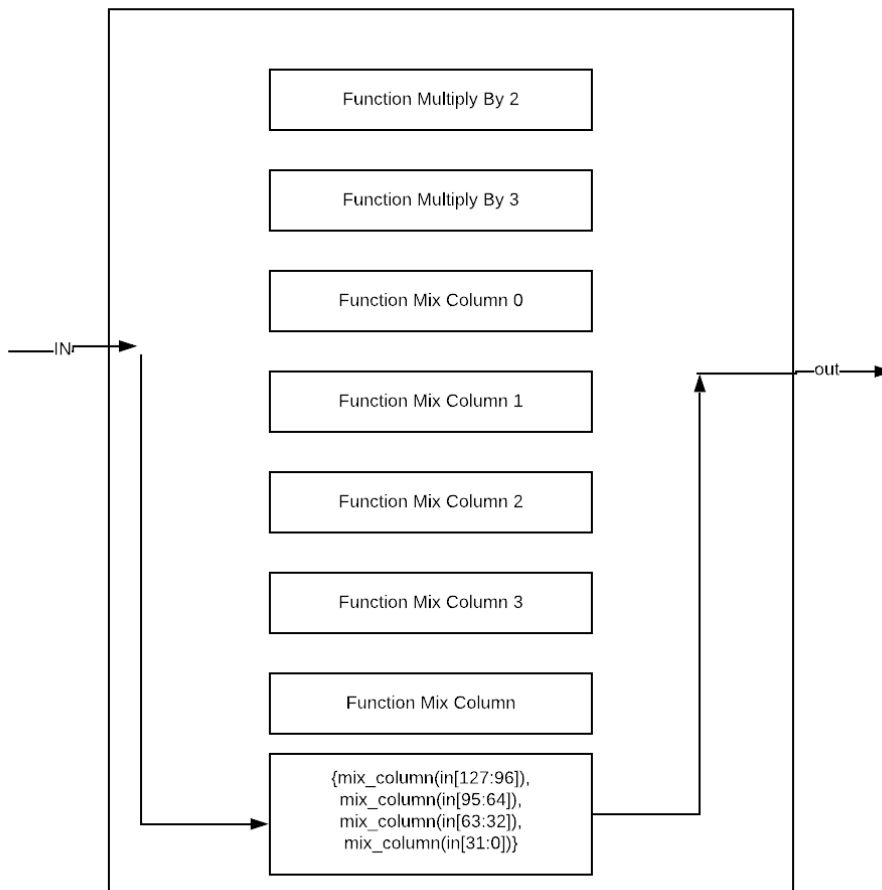 Function Multiply By 2
Function Multiply By 3
Function Mix Column 0
IN
out
Function Mix Column 1
Function Mix Column 2
Function Mix Column 3
Function Mix Column
{mix_column(in[127:96]),
mix_column(in[95:64]),
mix_column(in[63:32]),
mix_column(in[31:0])}